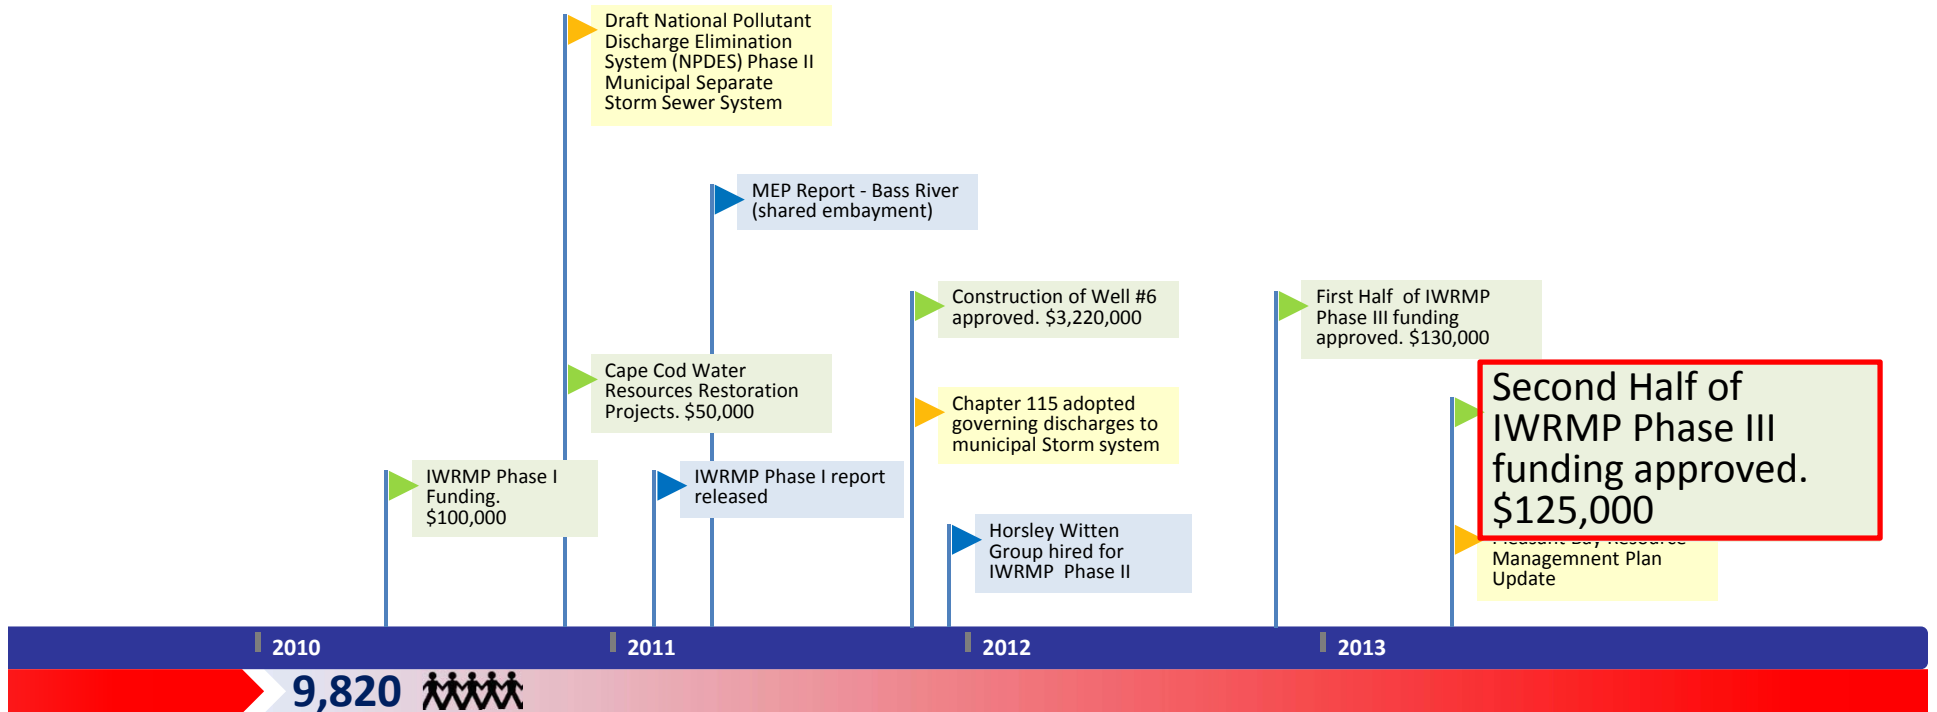 Draft National Pollutant
Discharge Elimination
System (NPDES) Phase II
Municipal Separate
Storm Sewer System
MEP Report - Bass River
(shared embayment)
Construction of Well #6
approved. $3,220,000
First Half of IWRMP
Phase III funding
approved. $130,000
Cape Cod Water
Resources Restoration
Projects. $50,000
Chapter 115 adopted
governing discharges to
municipal Storm system
Second Half of
IWRMP Phase III
funding approved.
$125,000
IWRMP Phase I
Funding.
$100,000
IWRMP Phase I report
released
Horsley Witten
Group hired for
IWRMP Phase II
Pleasant Bay Resource
Managemnent Plan
Update
2010
2011
2012
2013
9,820